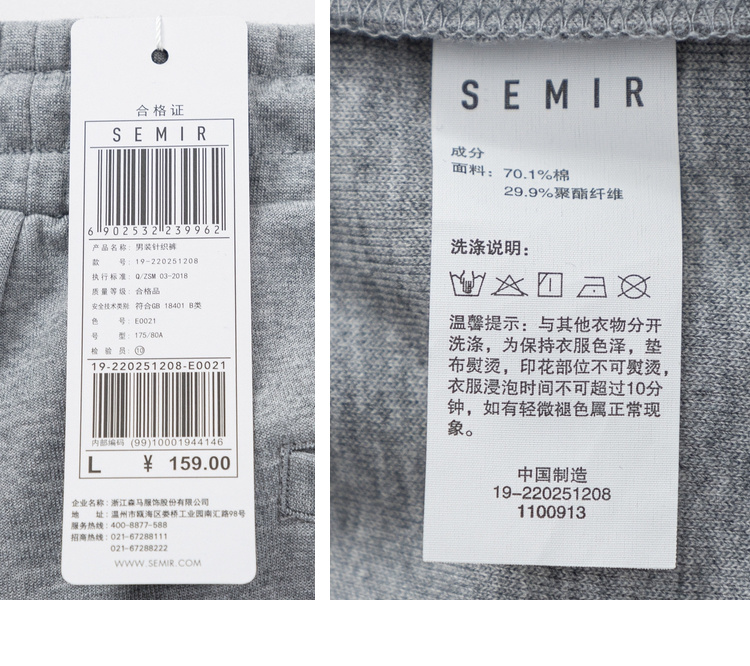 合格证
SEMIR
6 902532 239962
产品名称: 男装针织裤
款 号: 19-220251208
执行标准: Q/ZSM 03-2018
质量等级: 合格品
安全技术类别: 符合GB 18401 B类
色 号: E0021
号 型: 175/80A
检 验 员: ⑩
19-220251208-E0021
内部编码 (99)10001944146
L ¥ 159.00
企业名称: 浙江森马服饰股份有限公司
地 址: 温州市瓯海区娄桥工业园南汇路98号
服务热线: 400-8877-588
招商热线: 021-67288111
021-67288222
WWW.SEMIR.COM
SEMIR
成分
面料: 70.1%棉
29.9%聚酯纤维
洗涤说明:
温馨提示: 与其他衣物分开
洗涤, 为保持衣服色泽, 垫
布熨烫, 印花部位不可熨烫,
衣服浸泡时间不可超过10分
钟, 如有轻微褪色属正常现
象。
中国制造
19-220251208
1100913